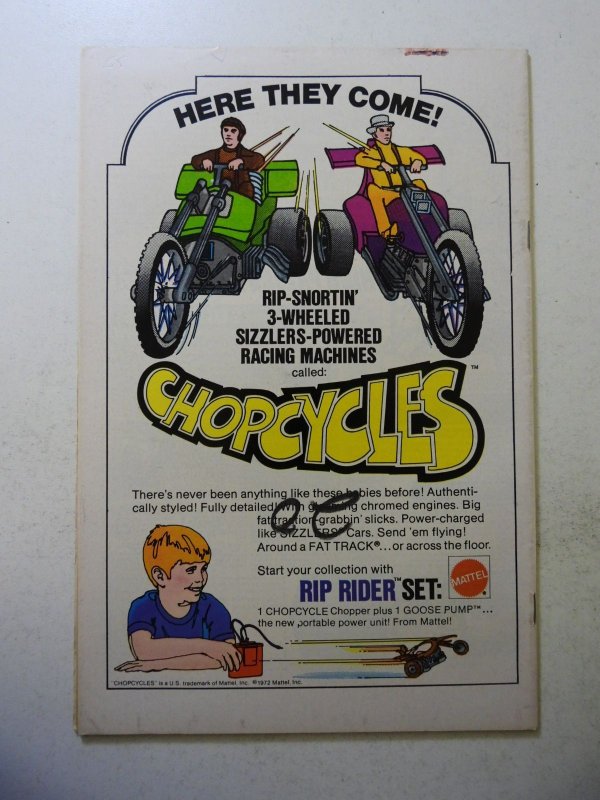 HERE THEY COME!
RIP-SNORTIN'
3-WHEELED
SIZZLERS-POWERED
RACING MACHINES
called:
CHOPCYCLES™
There's never been anything like these babies before! Authenti-
cally styled! Fully detailed! With gleaming chromed engines. Big
fat traction-grabbin' slicks. Power-charged
like SIZZLERS® Cars. Send 'em flying!
Around a FAT TRACK®...or across the floor.
Start your collection with
RIP RIDER™ SET:
MATTEL
1 CHOPCYCLE Chopper plus 1 GOOSE PUMP™...
the new portable power unit! From Mattel!
"CHOPCYCLES" is a U.S. trademark of Mattel, Inc. ©1972 Mattel, Inc.